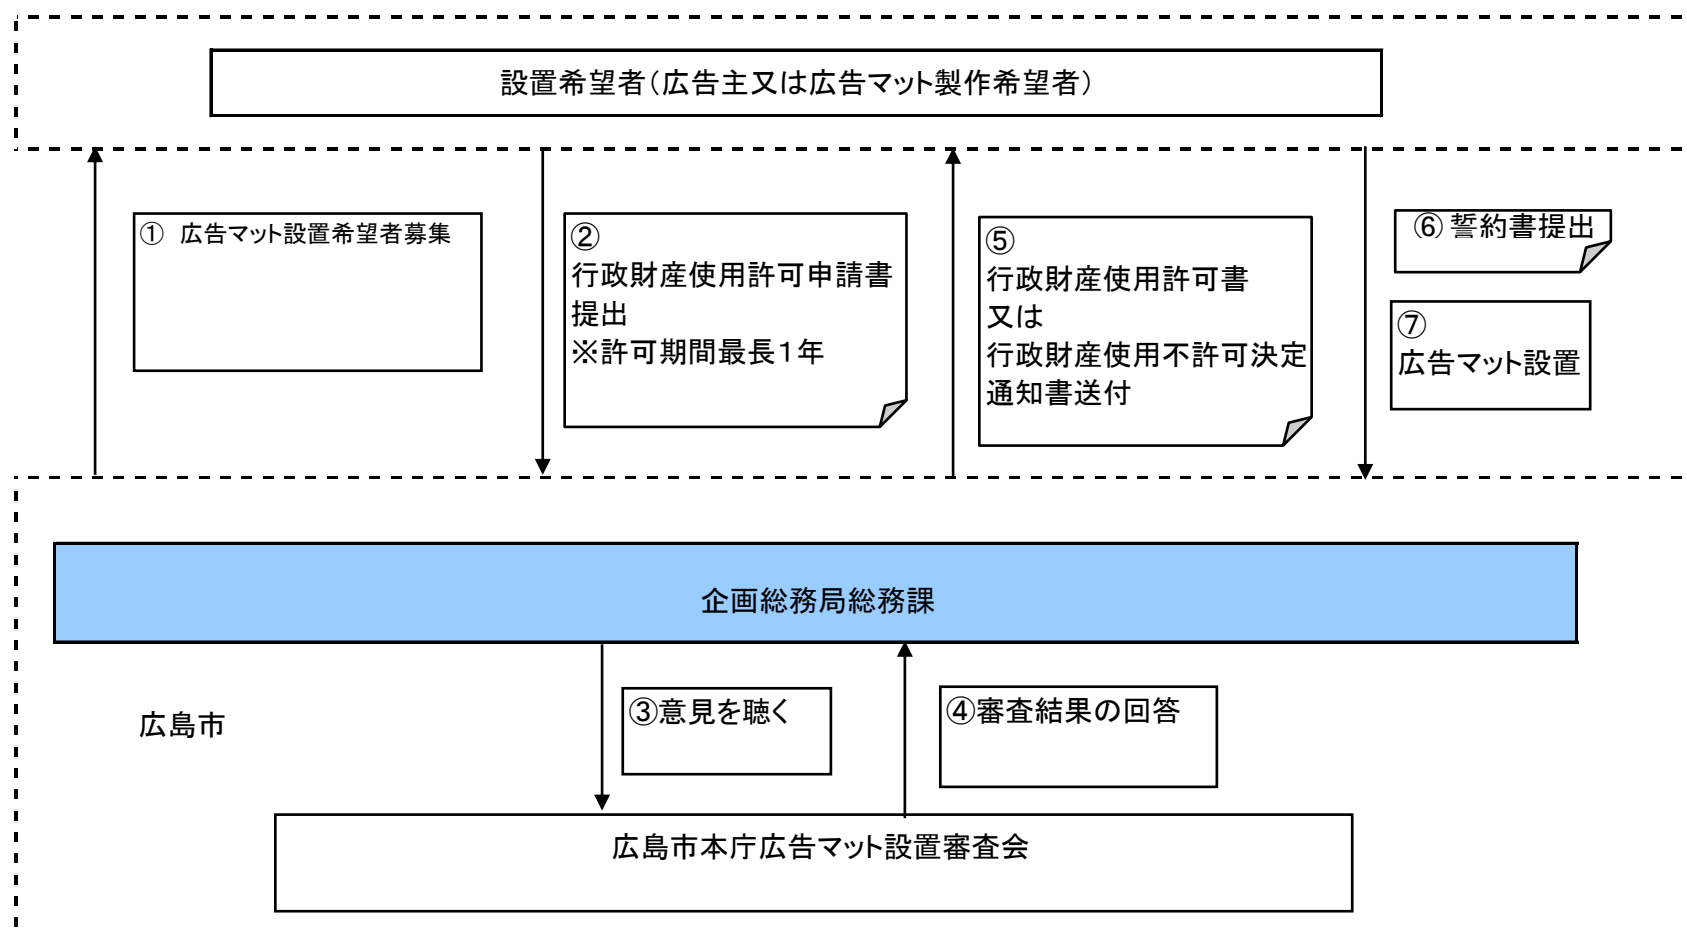 設置希望者(広告主又は広告マット製作希望者)
① 広告マット設置希望者募集
②
行政財産使用許可申請書
提出
※許可期間最長1年
⑤
行政財産使用許可書
又は
行政財産使用不許可決定
通知書送付
⑥誓約書提出
⑦
広告マット設置
企画総務局総務課
③意見を聴く
④審査結果の回答
広島市
広島市本庁広告マット設置審査会